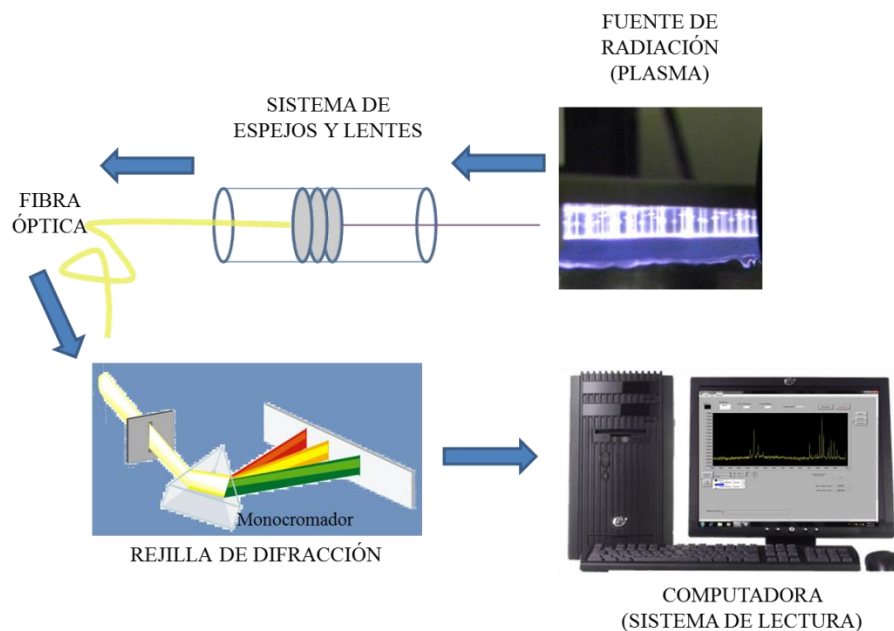 FUENTE DE
RADIACIÓN
(PLASMA)
SISTEMA DE
ESPEJOS Y LENTES
FIBRA
ÓPTICA
Monocromador
REJILLA DE DIFRACCIÓN
COMPUTADORA
(SISTEMA DE LECTURA)